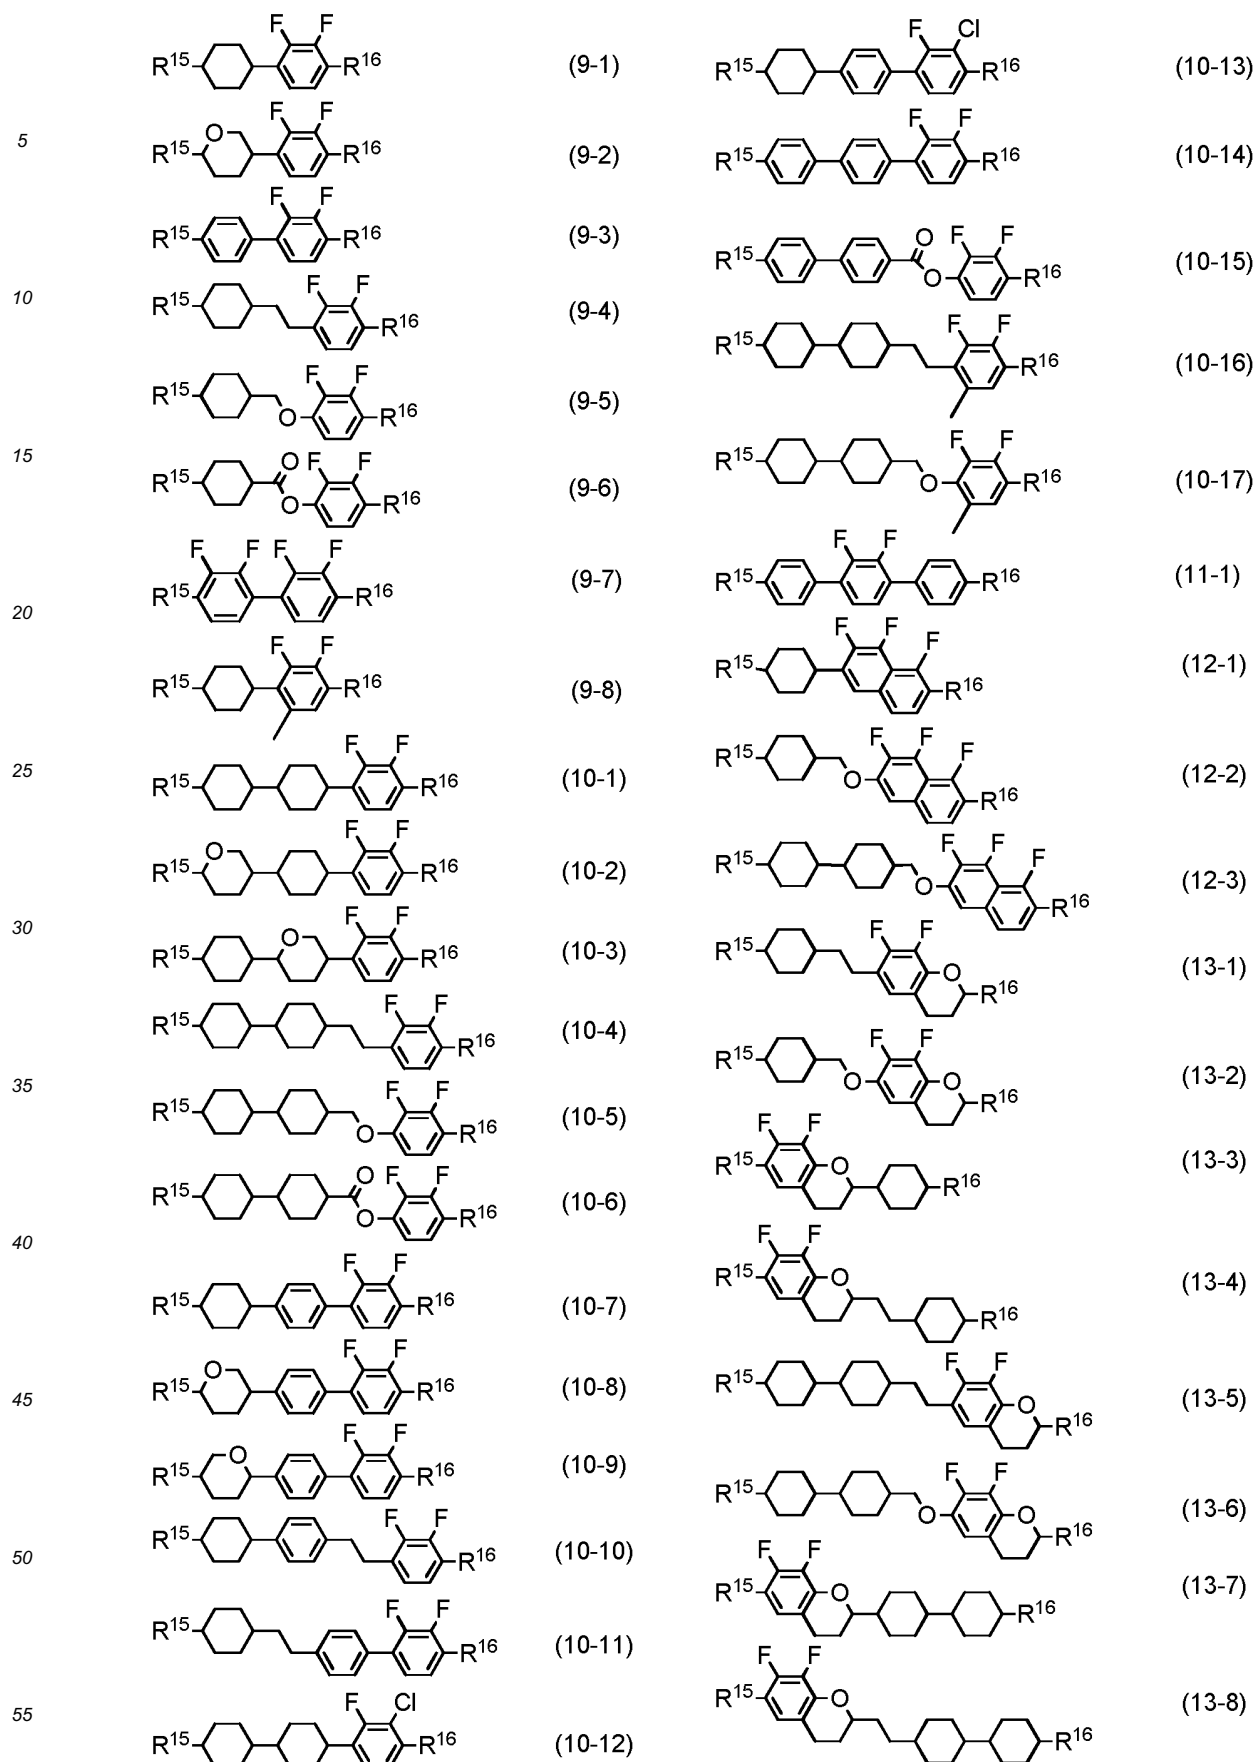 F F
R15 R16 (9-1)
5
O F F
R15 R16 (9-2)
F F
R15 R16 (9-3)
10
F F
R15 R16 (9-4)
F F
R15 O R16 (9-5)
15
O F F
R15 O R16 (9-6)
F F F F
R15 R16 (9-7)
20
F F
R15 R16 (9-8)
F F
25
R15 R16 (10-1)
F F
O
R15 R16 (10-2)
30
F F
O
R15 R16 (10-3)
F F
R15 R16 (10-4)
35
F F
R15 O R16 (10-5)
O F F
R15 O R16 (10-6)
40
F F
R15 R16 (10-7)
F F
O
R15 R16 (10-8)
45
F F
O
R15 R16 (10-9)
F F
R15 R16 (10-10)
50
F F
R15 R16 (10-11)
55
F Cl
R15 R16 (10-12)
F Cl
R15 R16 (10-13)
F F
R15 R16 (10-14)
O F F
R15 O R16 (10-15)
F F
R15 R16 (10-16)
F F
R15 O R16 (10-17)
F F
R15 R16 (11-1)
F F F
R15 R16 (12-1)
F F F
R15 O R16 (12-2)
F F F
R15 O R16 (12-3)
F F
R15 O R16 (13-1)
F F
R15 O O R16 (13-2)
F F
R15 O R16 (13-3)
F F
R15 O R16 (13-4)
F F
R15 O R16 (13-5)
F F
R15 O O R16 (13-6)
F F
R15 O R16 (13-7)
F F
R15 O R16 (13-8)